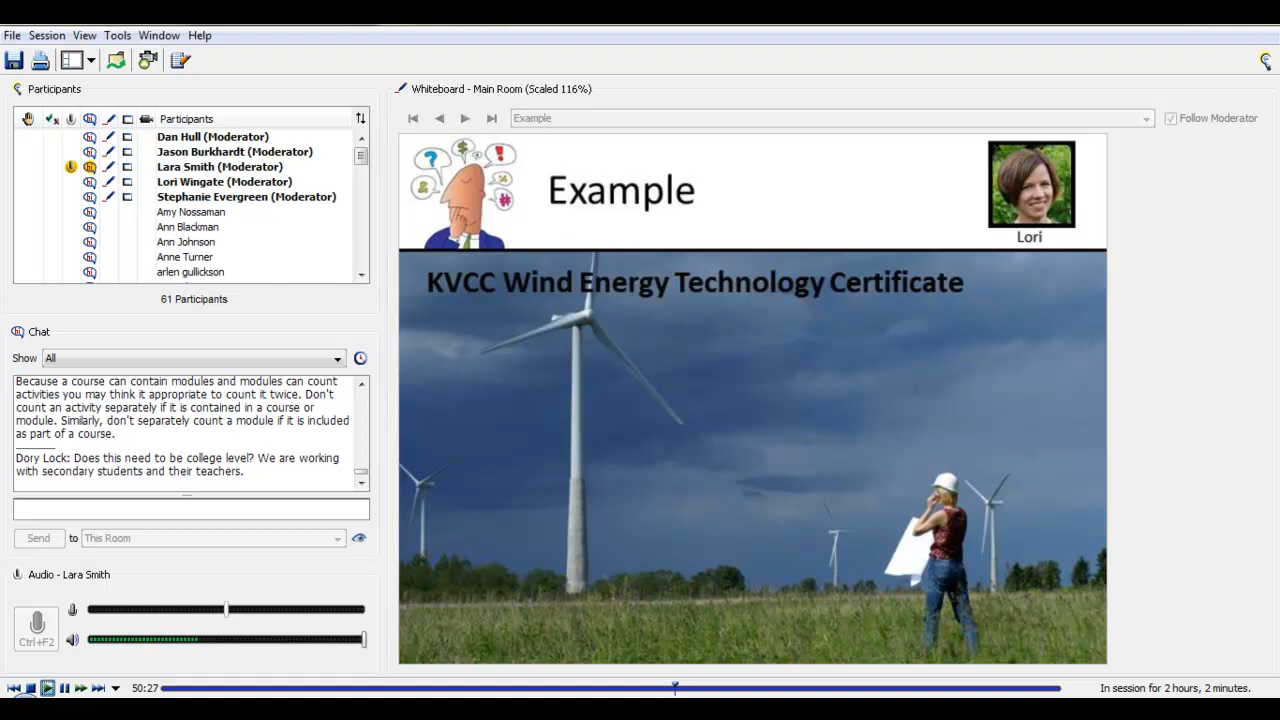 File Session View Tools Window Help
Participants
Participants
Dan Hull (Moderator)
Jason Burkhardt (Moderator)
Lara Smith (Moderator)
Lori Wingate (Moderator)
Stephanie Evergreen (Moderator)
Amy Nossaman
Ann Blackman
Ann Johnson
Anne Turner
arlen gullickson
61 Participants
Chat
Show All
Because a course can contain modules and modules can count
activities you may think it appropriate to count it twice. Don't
count an activity separately if it is contained in a course or
module. Similarly, don't separately count a module if it is included
as part of a course.
Dory Lock: Does this need to be college level? We are working
with secondary students and their teachers.
Send to This Room
Audio - Lara Smith
Ctrl+F2
Whiteboard - Main Room (Scaled 116%)
Example
Follow Moderator
Example
Lori
KVCC Wind Energy Technology Certificate
50:27
In session for 2 hours, 2 minutes.